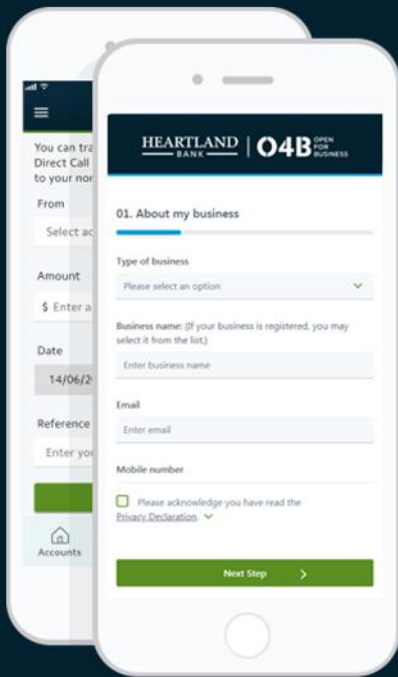 You can tra
Direct Call
to your nor
From
Select ac
Amount
$ Enter a
Date
14/06/2
Reference
Enter you
Accounts
HEARTLAND
BANK
O4B OPEN
FOR
BUSINESS
01. About my business
Type of business
Please select an option
Business name: (If your business is registered, you may
select it from the list.)
Enter business name
Email
Enter email
Mobile number
Please acknowledge you have read the
Privacy Declaration.
Next Step